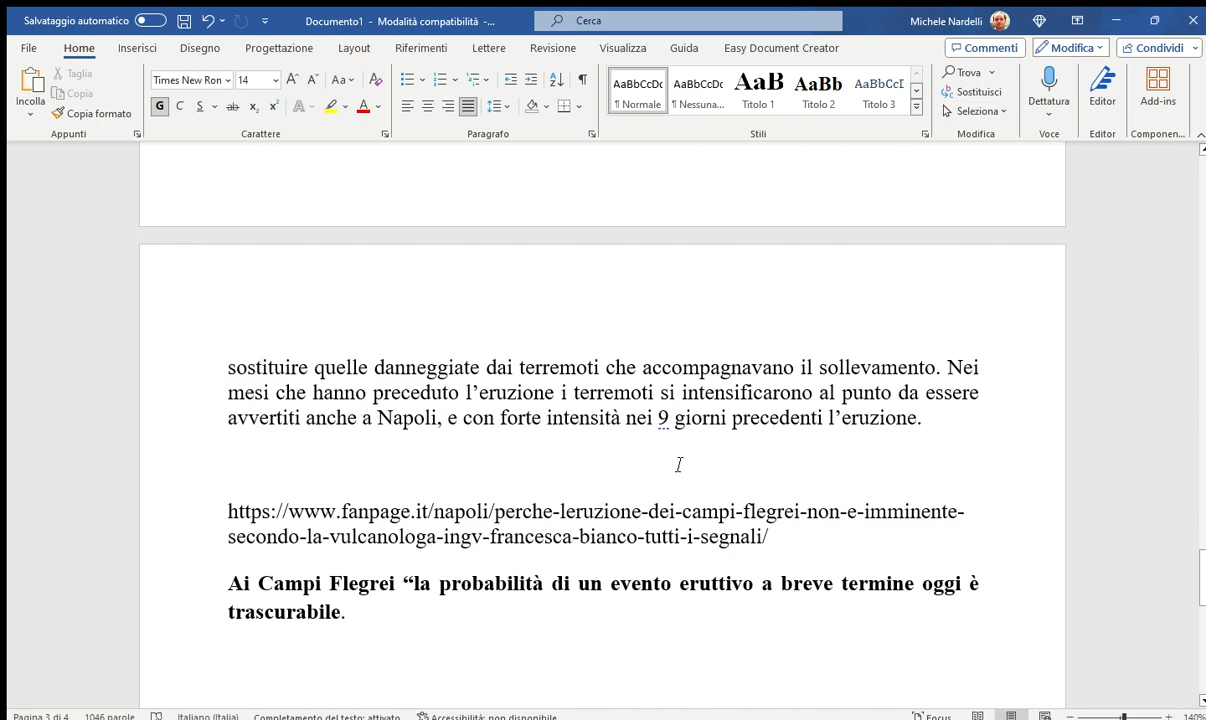 Salvataggio automatico
Documento1 - Modalità compatibilità -...
Cerca
Michele Nardelli
File Home Inserisci Disegno Progettazione Layout Riferimenti Lettere Revisione Visualizza Guida Easy Document Creator
Commenti Modifica Condividi
Incolla
Taglia
Copia
Copia formato
Appunti
Times New Ron 14
Aa
G C S ab x₂ x² A A
Carattere
Paragrafo
AaBbCcDc AaBbCcDc AaB AaBb AaBbCcD
¶ Normale ¶ Nessuna... Titolo 1 Titolo 2 Titolo 3
Stili
Trova
Sostituisci
Seleziona
Modifica
Dettatura
Voce
Editor
Editor
Add-ins
Componen...
sostituire quelle danneggiate dai terremoti che accompagnavano il sollevamento. Nei
mesi che hanno preceduto l’eruzione i terremoti si intensificarono al punto da essere
avvertiti anche a Napoli, e con forte intensità nei 9 giorni precedenti l’eruzione.
https://www.fanpage.it/napoli/perche-leruzione-dei-campi-flegrei-non-e-imminente-
secondo-la-vulcanologa-ingv-francesca-bianco-tutti-i-segnali/
Ai Campi Flegrei “la probabilità di un evento eruttivo a breve termine oggi è
trascurabile.
Pagina 3 di 4 1046 parole Italiano (Italia) Completamento del testo: attivato Accessibilità: non disponibile Focus 140%